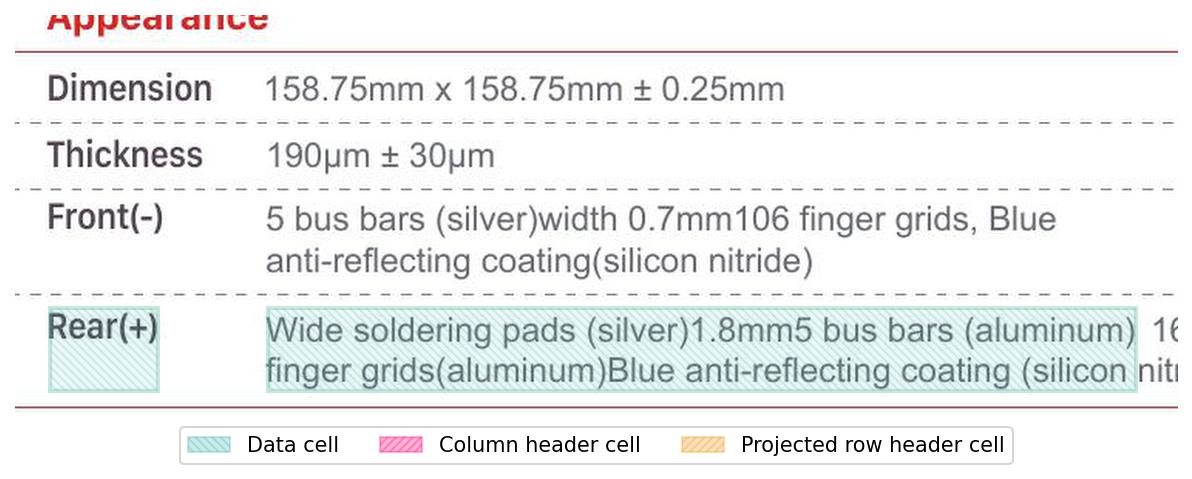 Appearance
Dimension 158.75mm x 158.75mm ± 0.25mm
Thickness 190µm ± 30µm
Front(-) 5 bus bars (silver)width 0.7mm106 finger grids, Blue
anti-reflecting coating(silicon nitride)
Rear(+) Wide soldering pads (silver)1.8mm5 bus bars (aluminum)
finger grids(aluminum)Blue anti-reflecting coating (silicon
Data cell Column header cell Projected row header cell